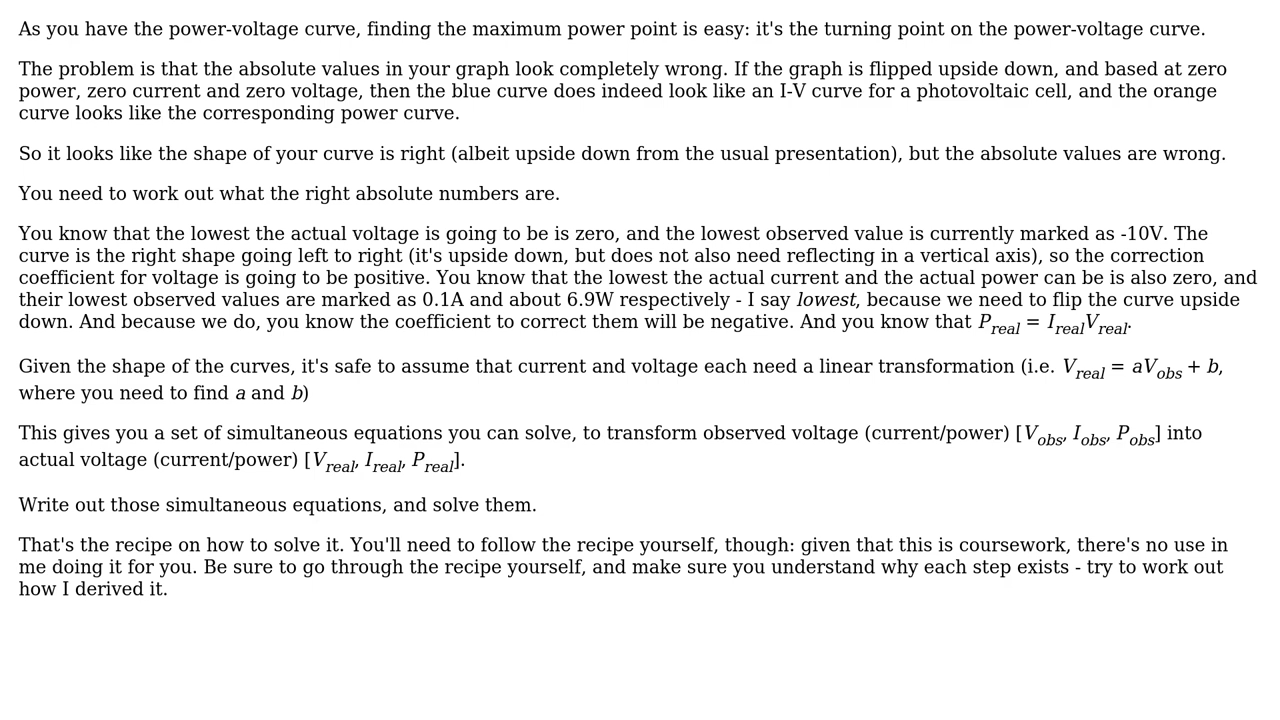 As you have the power-voltage curve, finding the maximum power point is easy: it's the turning point on the power-voltage curve.
The problem is that the absolute values in your graph look completely wrong. If the graph is flipped upside down, and based at zero
power, zero current and zero voltage, then the blue curve does indeed look like an I-V curve for a photovoltaic cell, and the orange
curve looks like the corresponding power curve.
So it looks like the shape of your curve is right (albeit upside down from the usual presentation), but the absolute values are wrong.
You need to work out what the right absolute numbers are.
You know that the lowest the actual voltage is going to be is zero, and the lowest observed value is currently marked as -10V. The
curve is the right shape going left to right (it's upside down, but does not also need reflecting in a vertical axis), so the correction
coefficient for voltage is going to be positive. You know that the lowest the actual current and the actual power can be is also zero, and
their lowest observed values are marked as 0.1A and about 6.9W respectively - I say lowest, because we need to flip the curve upside
down. And because we do, you know the coefficient to correct them will be negative. And you know that P_real = I_real V_real.
Given the shape of the curves, it's safe to assume that current and voltage each need a linear transformation (i.e. V_real = aV_obs + b,
where you need to find a and b)
This gives you a set of simultaneous equations you can solve, to transform observed voltage (current/power) [V_obs, I_obs, P_obs] into
actual voltage (current/power) [V_real, I_real, P_real].
Write out those simultaneous equations, and solve them.
That's the recipe on how to solve it. You'll need to follow the recipe yourself, though: given that this is coursework, there's no use in
me doing it for you. Be sure to go through the recipe yourself, and make sure you understand why each step exists - try to work out
how I derived it.